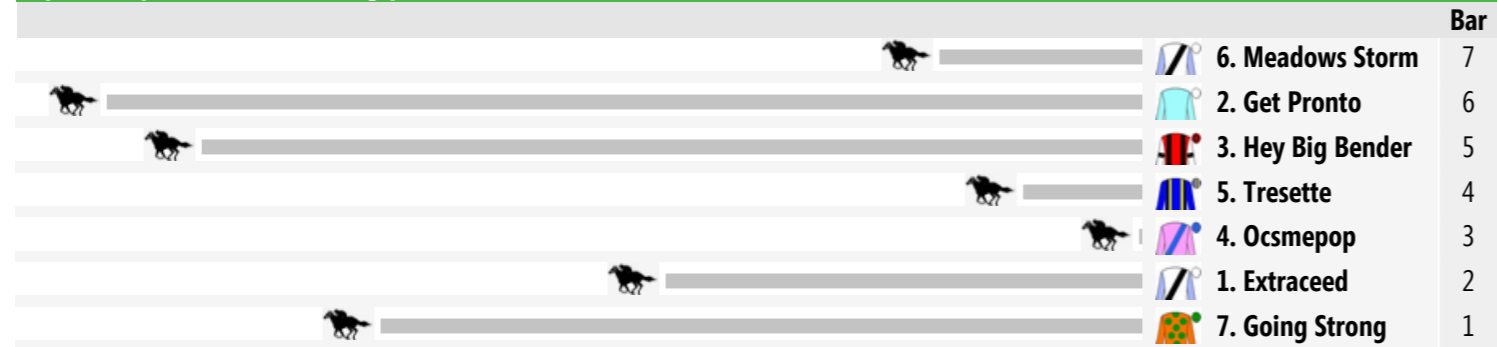 Bar
6. Meadows Storm 7
2. Get Pronto 6
3. Hey Big Bender 5
5. Tresette 4
4. Ocsmepop 3
1. Extraceed 2
7. Going Strong 1